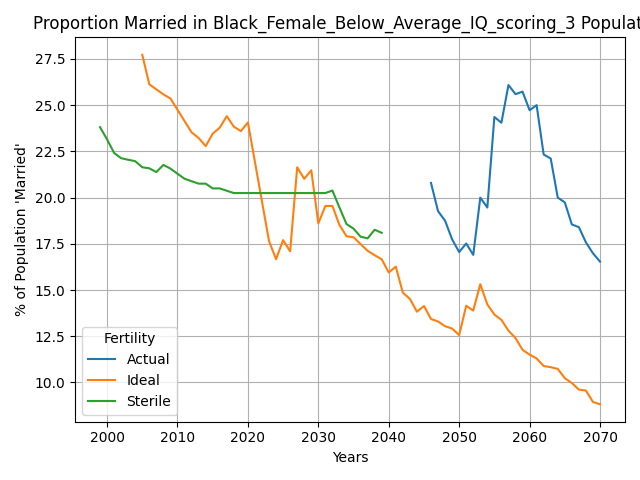 Proportion Married in Black_Female_Below_Average_IQ_scoring_3 Populat
% of Population 'Married'
27.5
25.0
22.5
20.0
17.5
15.0
12.5
10.0
Fertility
Actual
Ideal
Sterile
2000 2010 2020 2030 2040 2050 2060 2070
Years